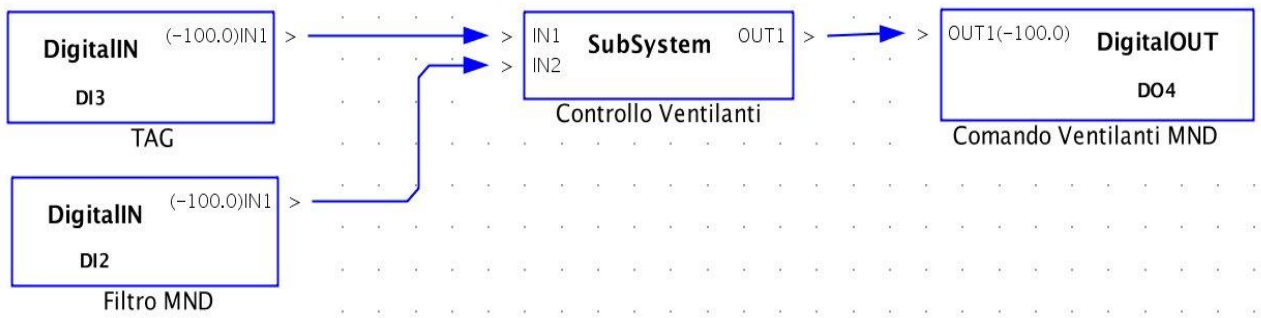 DigitalIN (-100.0)IN1 >
DI3
TAG
> IN1 SubSystem OUT1 >
> IN2
Controllo Ventilanti
> OUT1(-100.0) DigitalOUT
DO4
Comando Ventilanti MND
DigitalIN (-100.0)IN1 >
DI2
Filtro MND